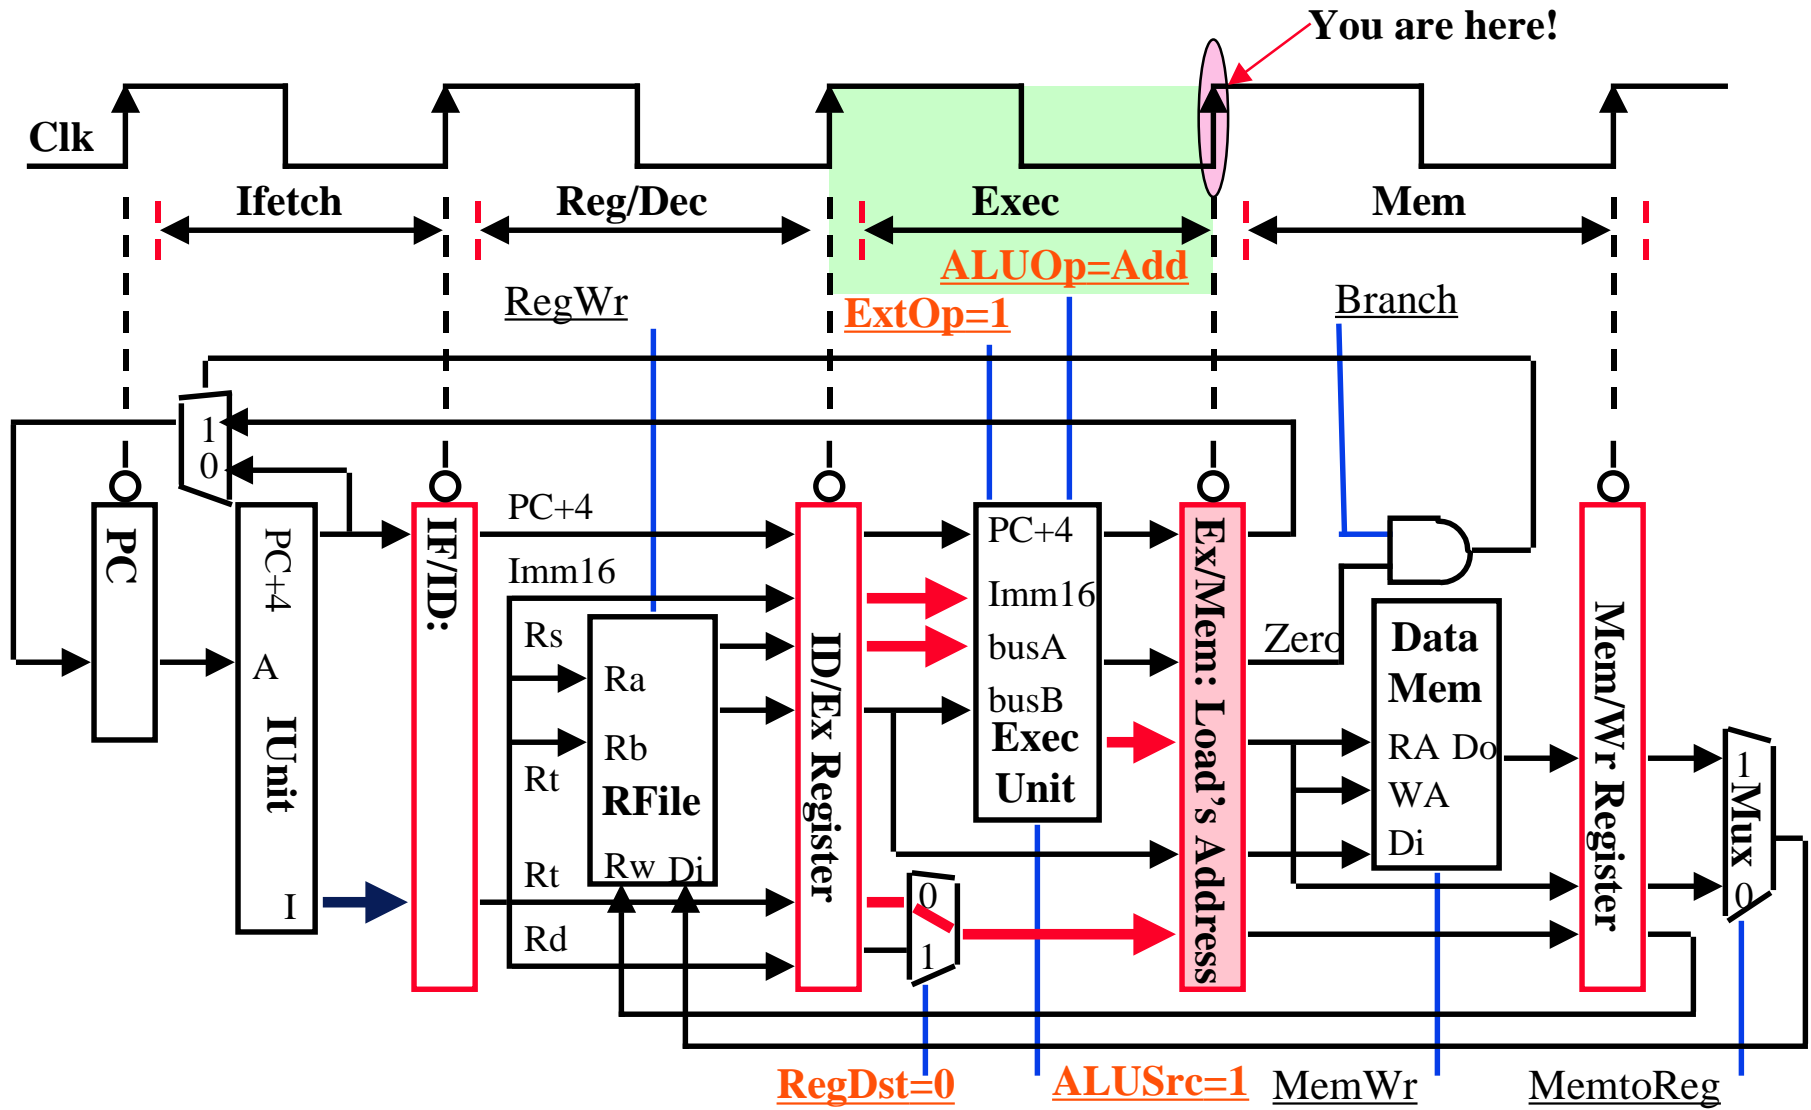 You are here!
Clk
Ifetch
Reg/Dec
Exec
Mem
ALUOp=Add
RegWr
ExtOp=1
Branch
1
0
PC
PC+4
A
IUnit
I
IF/ID:
PC+4
Imm16
Rs
Ra
Rb
Rt
RFile
Rw
Di
Rt
Rd
ID/Ex Register
0
1
PC+4
Imm16
busA
busB
Exec
Unit
Ex/Mem: Load's Address
Zero
Data
Mem
RA
Do
WA
Di
Mem/Wr Register
1
Mux
0
RegDst=0
ALUSrc=1
MemWr
MemtoReg